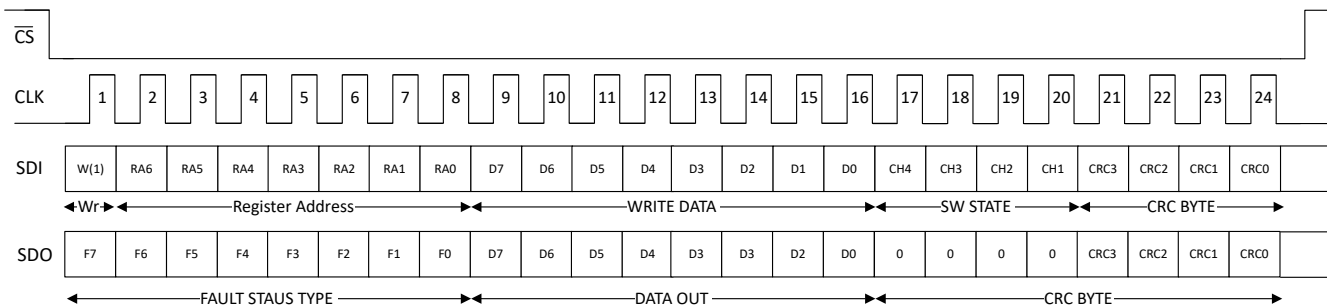 CS
CLK 1 2 3 4 5 6 7 8 9 10 11 12 13 14 15 16 17 18 19 20 21 22 23 24
SDI W(1) RA6 RA5 RA4 RA3 RA2 RA1 RA0 D7 D6 D5 D4 D3 D2 D1 D0 CH4 CH3 CH2 CH1 CRC3 CRC2 CRC1 CRC0
Wr Register Address WRITE DATA SW STATE CRC BYTE
SDO F7 F6 F5 F4 F3 F2 F1 F0 D7 D6 D5 D4 D3 D3 D2 D0 0 0 0 0 CRC3 CRC2 CRC1 CRC0
FAULT STAUS TYPE DATA OUT CRC BYTE